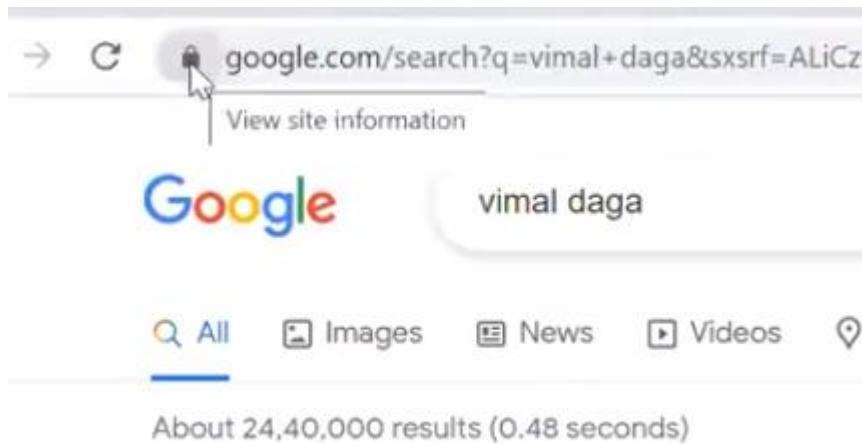 google.com/search?q=vimal+daga&sxsrf=ALiCz
View site information
Google vimal daga
All Images News Videos
About 24,40,000 results (0.48 seconds)